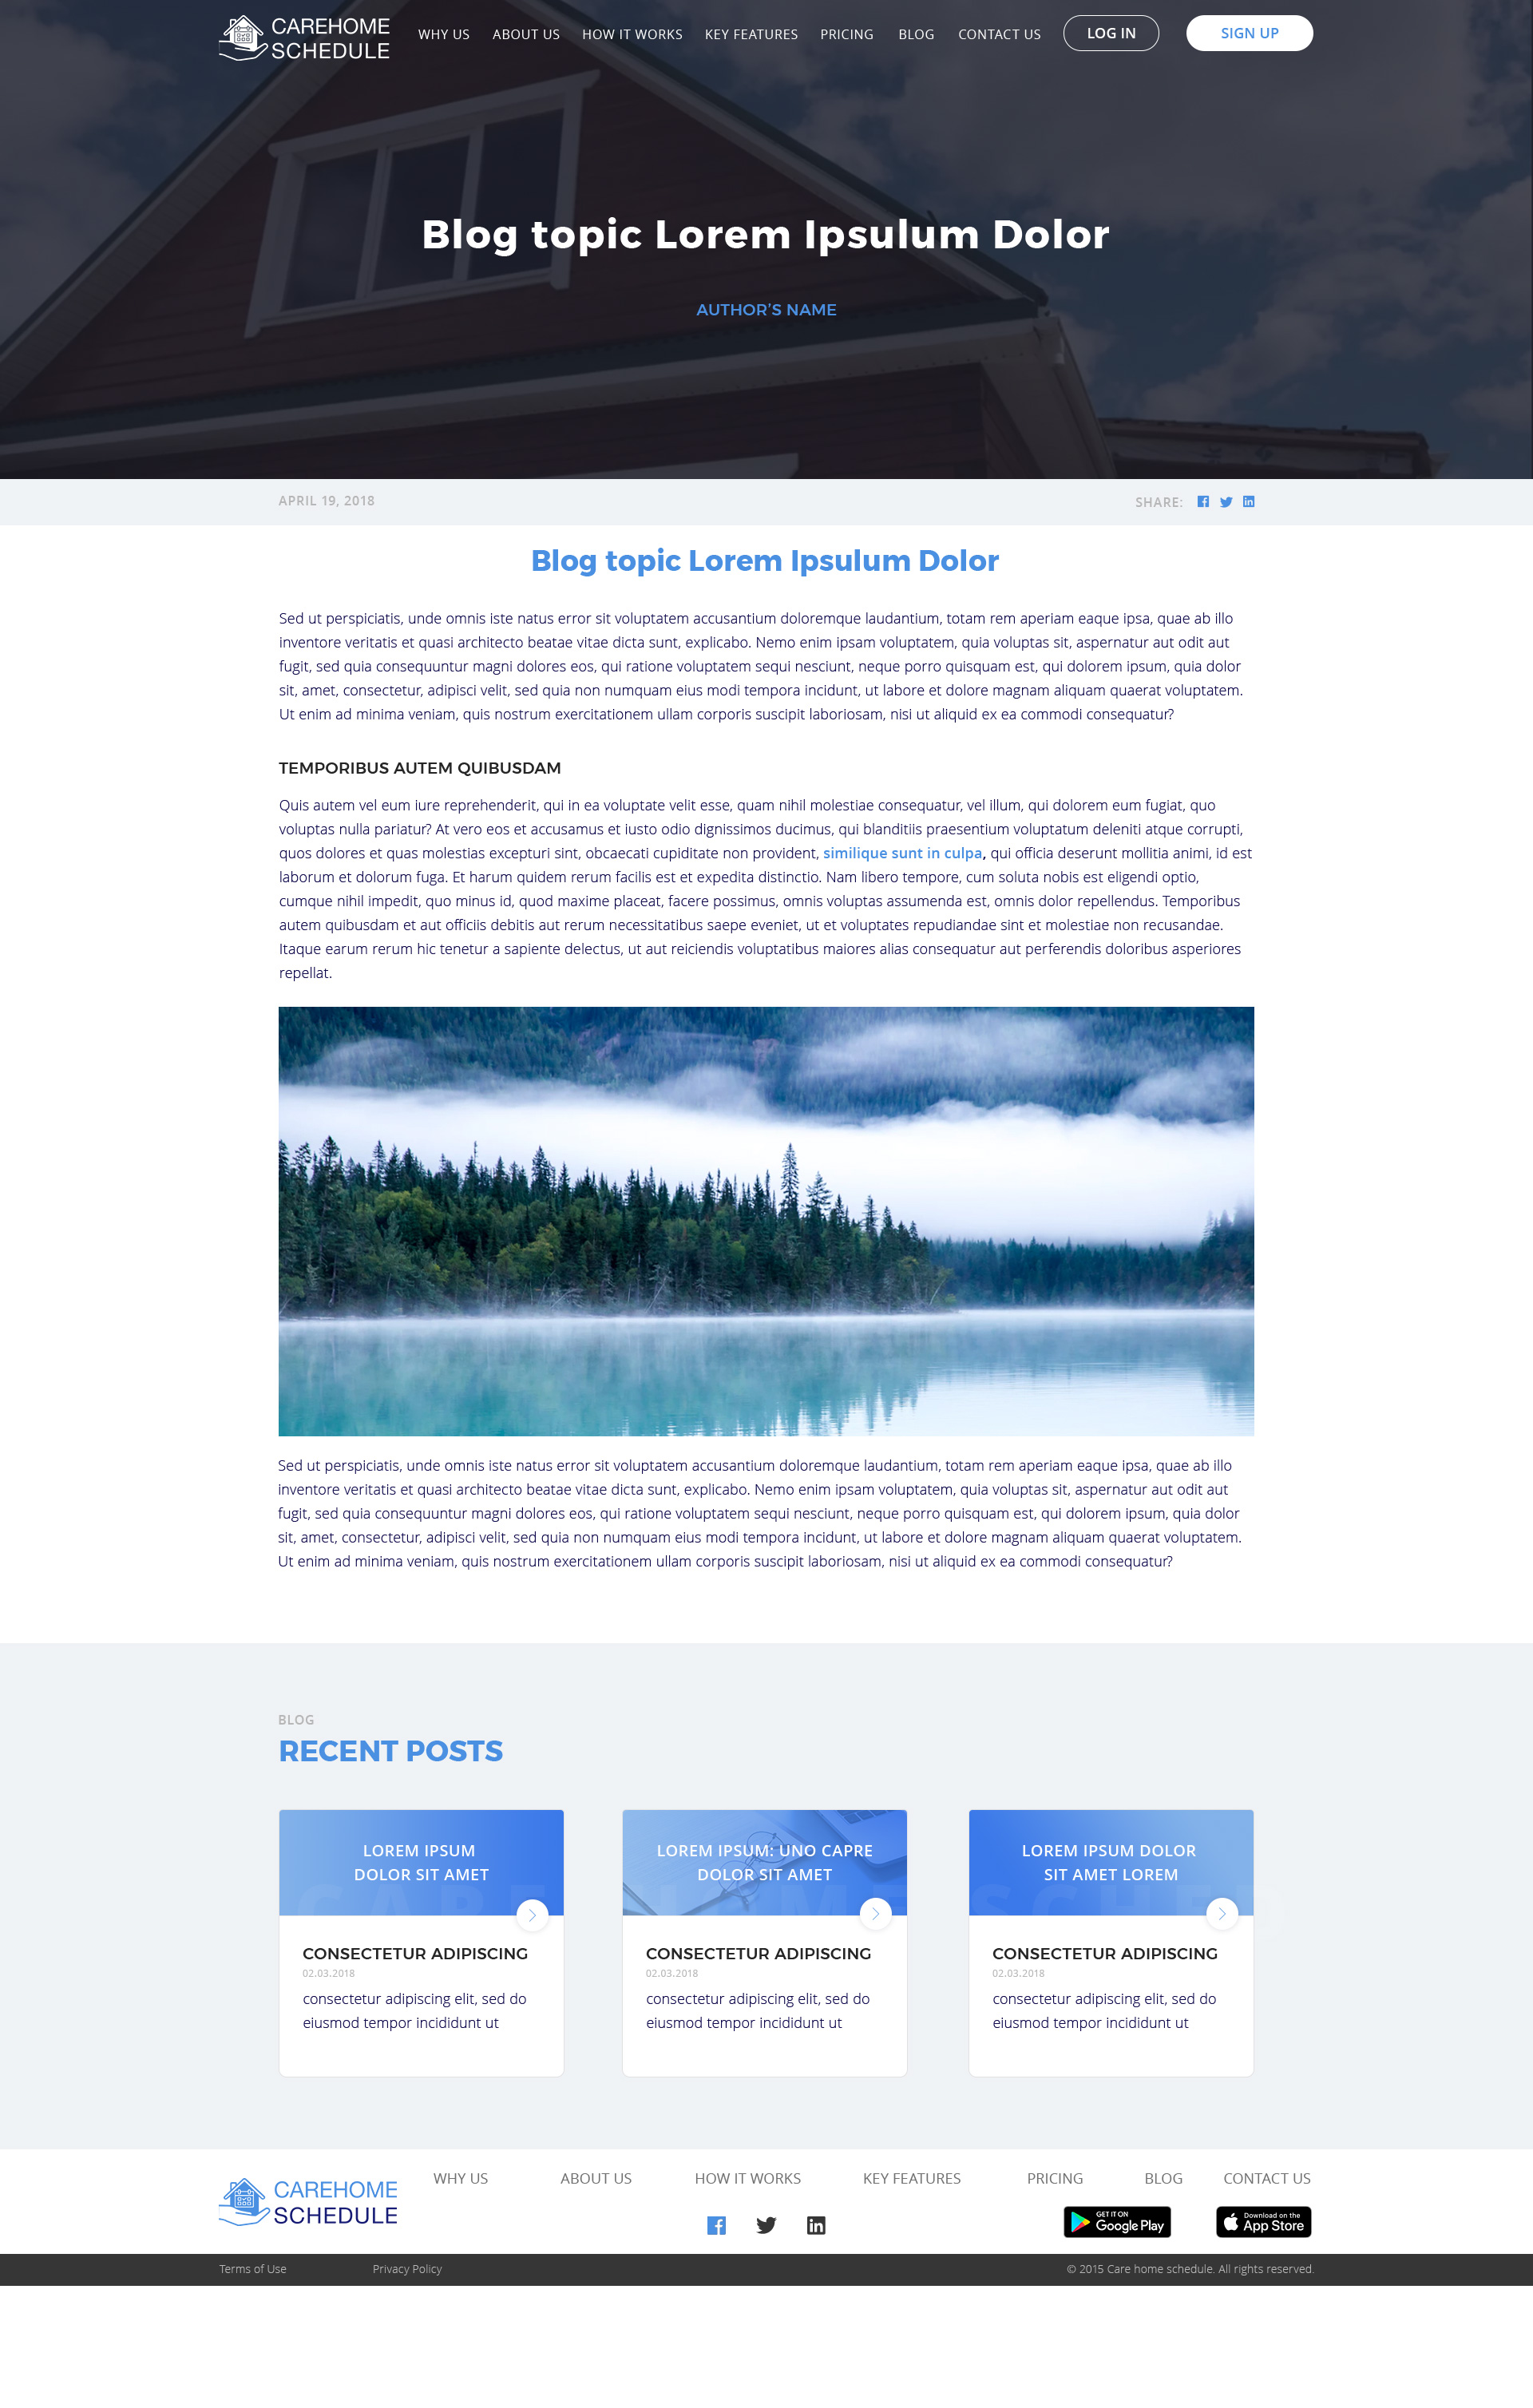 CAREHOME
SCHEDULE
WHY US ABOUT US HOW IT WORKS KEY FEATURES PRICING BLOG CONTACT US LOG IN SIGN UP
Blog topic Lorem Ipsulum Dolor
AUTHOR'S NAME
APRIL 19, 2018 SHARE:
Blog topic Lorem Ipsulum Dolor
Sed ut perspiciatis, unde omnis iste natus error sit voluptatem accusantium doloremque laudantium, totam rem aperiam eaque ipsa, quae ab illo
inventore veritatis et quasi architecto beatae vitae dicta sunt, explicabo. Nemo enim ipsam voluptatem, quia voluptas sit, aspernatur aut odit aut
fugit, sed quia consequuntur magni dolores eos, qui ratione voluptatem sequi nesciunt, neque porro quisquam est, qui dolorem ipsum, quia dolor
sit, amet, consectetur, adipisci velit, sed quia non numquam eius modi tempora incidunt, ut labore et dolore magnam aliquam quaerat voluptatem.
Ut enim ad minima veniam, quis nostrum exercitationem ullam corporis suscipit laboriosam, nisi ut aliquid ex ea commodi consequatur?
TEMPORIBUS AUTEM QUIBUSDAM
Quis autem vel eum iure reprehenderit, qui in ea voluptate velit esse, quam nihil molestiae consequatur, vel illum, qui dolorem eum fugiat, quo
voluptas nulla pariatur? At vero eos et accusamus et iusto odio dignissimos ducimus, qui blanditiis praesentium voluptatum deleniti atque corrupti,
quos dolores et quas molestias excepturi sint, obcaecati cupiditate non provident, similique sunt in culpa, qui officia deserunt mollitia animi, id est
laborum et dolorum fuga. Et harum quidem rerum facilis est et expedita distinctio. Nam libero tempore, cum soluta nobis est eligendi optio,
cumque nihil impedit, quo minus id, quod maxime placeat, facere possimus, omnis voluptas assumenda est, omnis dolor repellendus. Temporibus
autem quibusdam et aut officiis debitis aut rerum necessitatibus saepe eveniet, ut et voluptates repudiandae sint et molestiae non recusandae.
Itaque earum rerum hic tenetur a sapiente delectus, ut aut reiciendis voluptatibus maiores alias consequatur aut perferendis doloribus asperiores
repellat.
Sed ut perspiciatis, unde omnis iste natus error sit voluptatem accusantium doloremque laudantium, totam rem aperiam eaque ipsa, quae ab illo
inventore veritatis et quasi architecto beatae vitae dicta sunt, explicabo. Nemo enim ipsam voluptatem, quia voluptas sit, aspernatur aut odit aut
fugit, sed quia consequuntur magni dolores eos, qui ratione voluptatem sequi nesciunt, neque porro quisquam est, qui dolorem ipsum, quia dolor
sit, amet, consectetur, adipisci velit, sed quia non numquam eius modi tempora incidunt, ut labore et dolore magnam aliquam quaerat voluptatem.
Ut enim ad minima veniam, quis nostrum exercitationem ullam corporis suscipit laboriosam, nisi ut aliquid ex ea commodi consequatur?
BLOG
RECENT POSTS
LOREM IPSUM
DOLOR SIT AMET
CONSECTETUR ADIPISCING
02.03.2018
consectetur adipiscing elit, sed do
eiusmod tempor incididunt ut
LOREM IPSUM: UNO CAPRE
DOLOR SIT AMET
CONSECTETUR ADIPISCING
02.03.2018
consectetur adipiscing elit, sed do
eiusmod tempor incididunt ut
LOREM IPSUM DOLOR
SIT AMET LOREM
CONSECTETUR ADIPISCING
02.03.2018
consectetur adipiscing elit, sed do
eiusmod tempor incididunt ut
CAREHOME
SCHEDULE
WHY US ABOUT US HOW IT WORKS KEY FEATURES PRICING BLOG CONTACT US
GET IT ON
Google Play
Download on the
App Store
Terms of Use Privacy Policy © 2015 Care home schedule. All rights reserved.